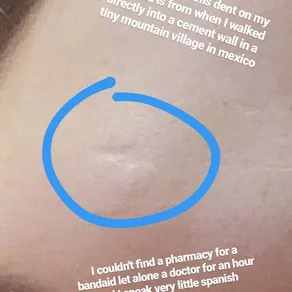 dent on my
is from when I walked
directly into a cement wall in a
tiny mountain village in mexico
I couldn't find a pharmacy for a
bandaid let alone a doctor for an hour
speak very little spanish